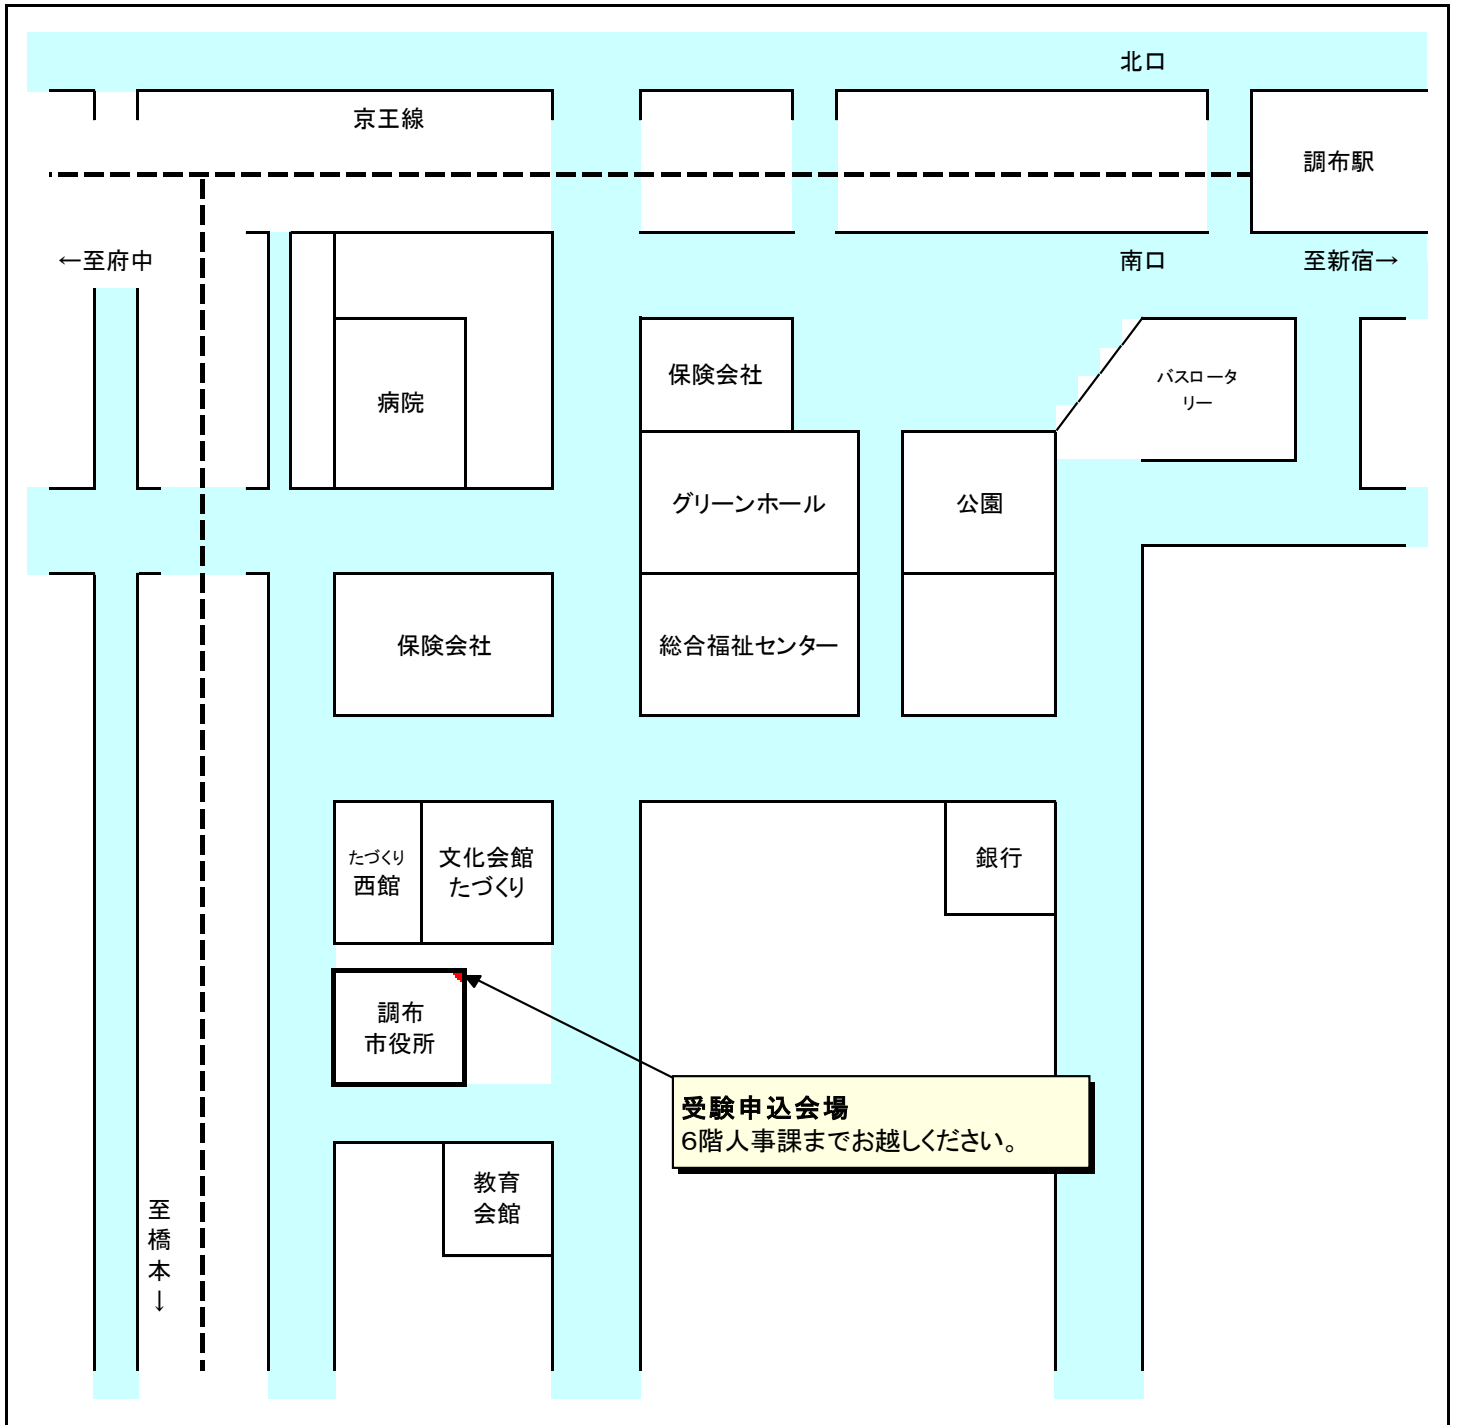 北口
京王線
調布駅
←至府中
南口
至新宿→
保険会社
バスロータ
リー
病院
グリーンホール
公園
保険会社
総合福祉センター
たづくり
西館
文化会館
たづくり
銀行
調布
市役所
受験申込会場
6階人事課までお越しください。
教育
会館
至
橋
本
↓